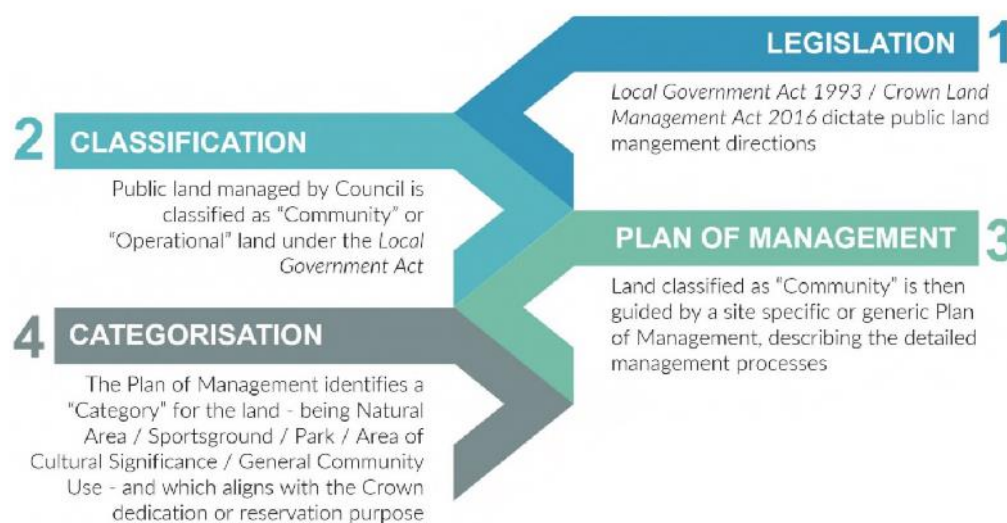 1
LEGISLATION
Local Government Act 1993 / Crown Land
Management Act 2016 dictate public land
mangement directions
2
CLASSIFICATION
Public land managed by Council is
classified as “Community” or
“Operational” land under the Local
Government Act
3
PLAN OF MANAGEMENT
Land classified as “Community” is then
guided by a site specific or generic Plan
of Management, describing the detailed
management processes
4
CATEGORISATION
The Plan of Management identifies a
“Category” for the land - being Natural
Area / Sportsground / Park / Area of
Cultural Significance / General Community
Use - and which aligns with the Crown
dedication or reservation purpose